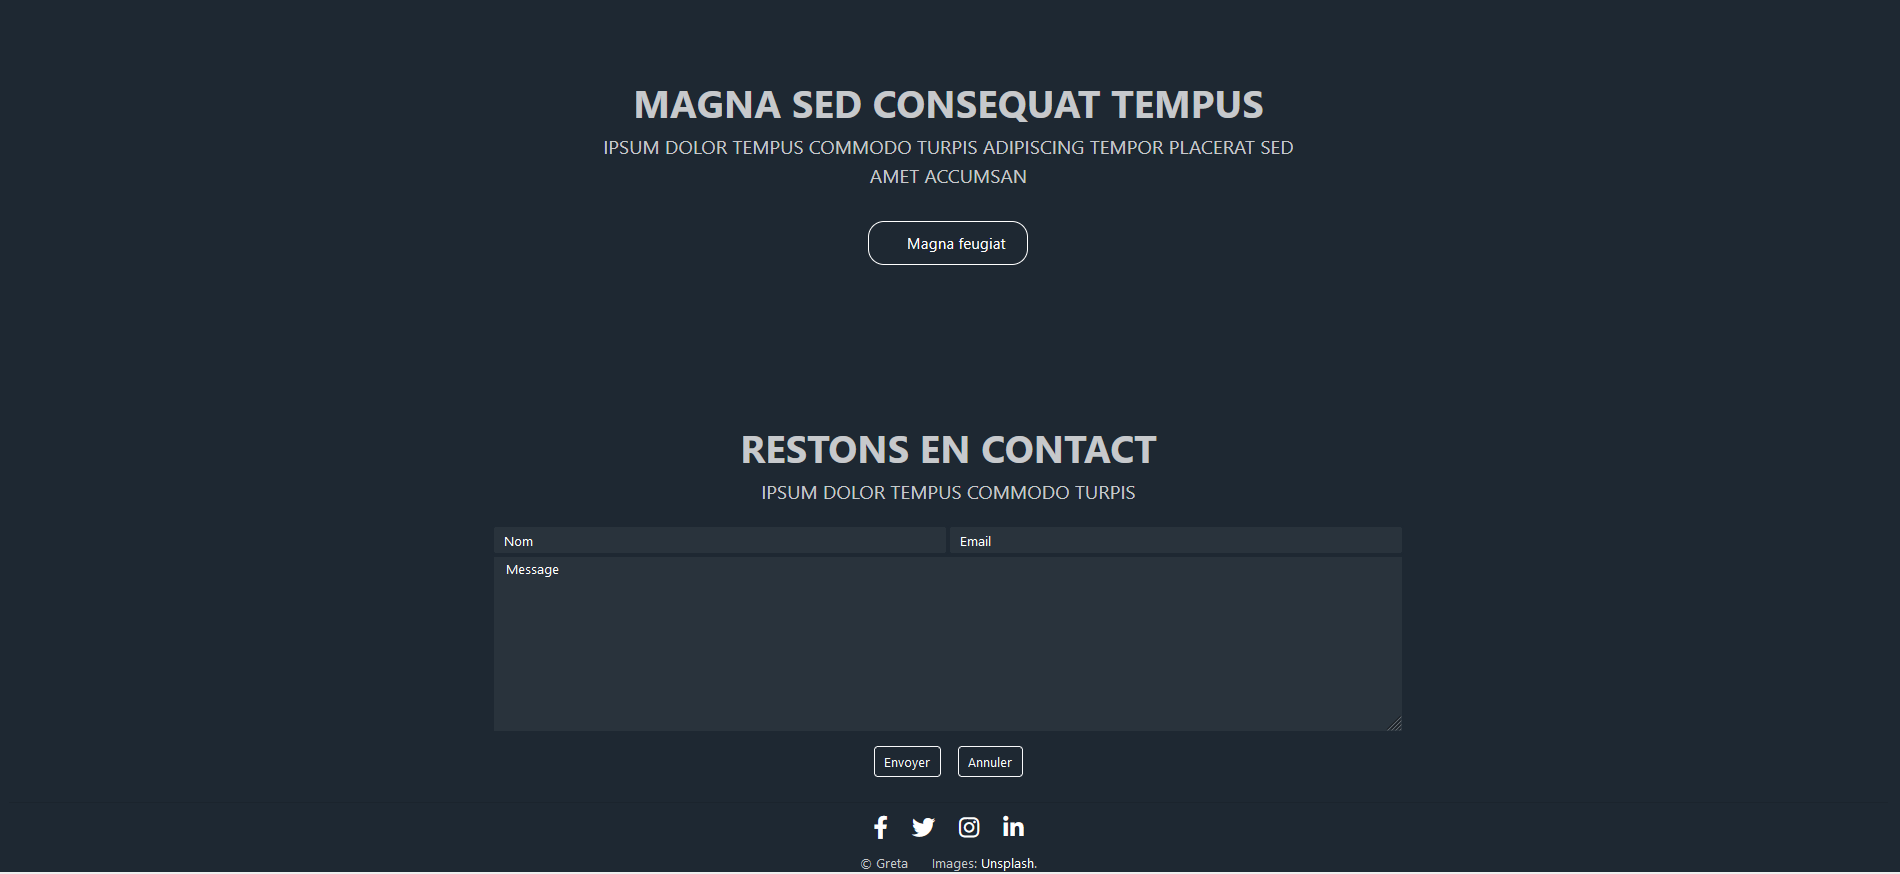 MAGNA SED CONSEQUAT TEMPUS
IPSUM DOLOR TEMPUS COMMODO TURPIS ADIPISCING TEMPOR PLACERAT SED
AMET ACCUMSAN
Magna feugiat
RESTONS EN CONTACT
IPSUM DOLOR TEMPUS COMMODO TURPIS
Nom Email
Message
Envoyer Annuler
© Greta Images: Unsplash.